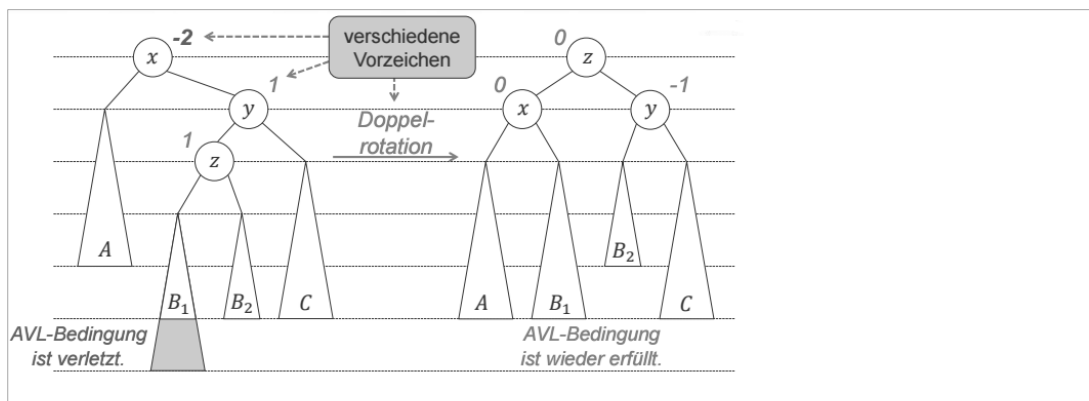 x -2 verschiedene 0 z
Vorzeichen
1 y 0 x -1 y
Doppel-
1 z rotation
A B₂
B₁ B₂ C A B₁ C
AVL-Bedingung AVL-Bedingung
ist verletzt. ist wieder erfüllt.